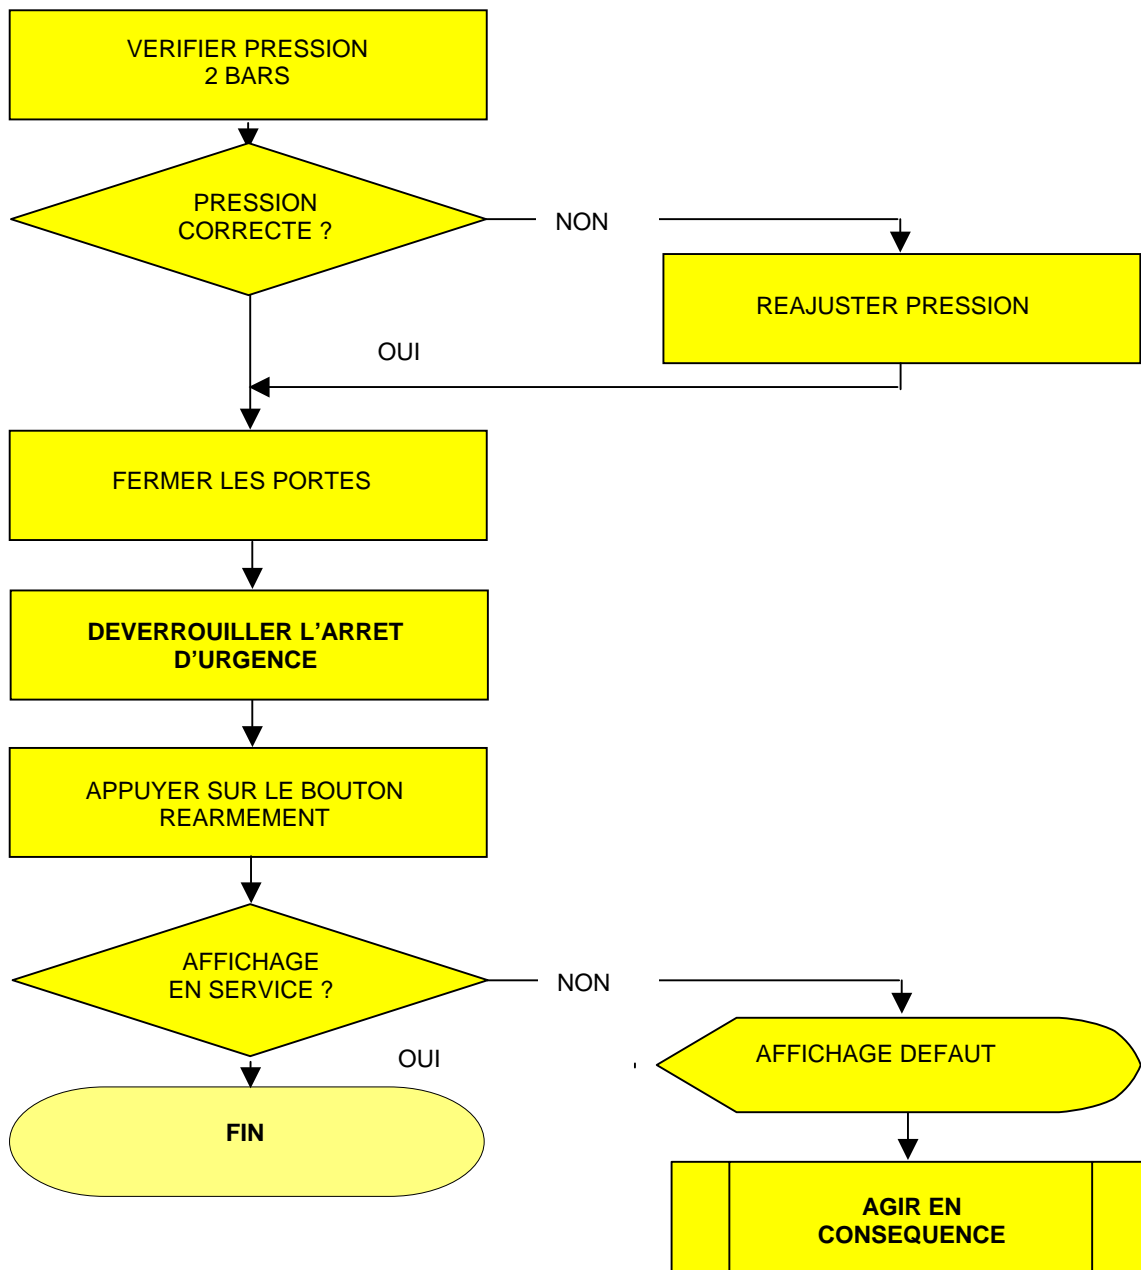 VERIFIER PRESSION
2 BARS
PRESSION
CORRECTE ?
NON
REAJUSTER PRESSION
OUI
FERMER LES PORTES
DEVERROUILLER L’ARRET
D’URGENCE
APPUYER SUR LE BOUTON
REARMEMENT
AFFICHAGE
EN SERVICE ?
NON
OUI
AFFICHAGE DEFAUT
FIN
AGIR EN
CONSEQUENCE